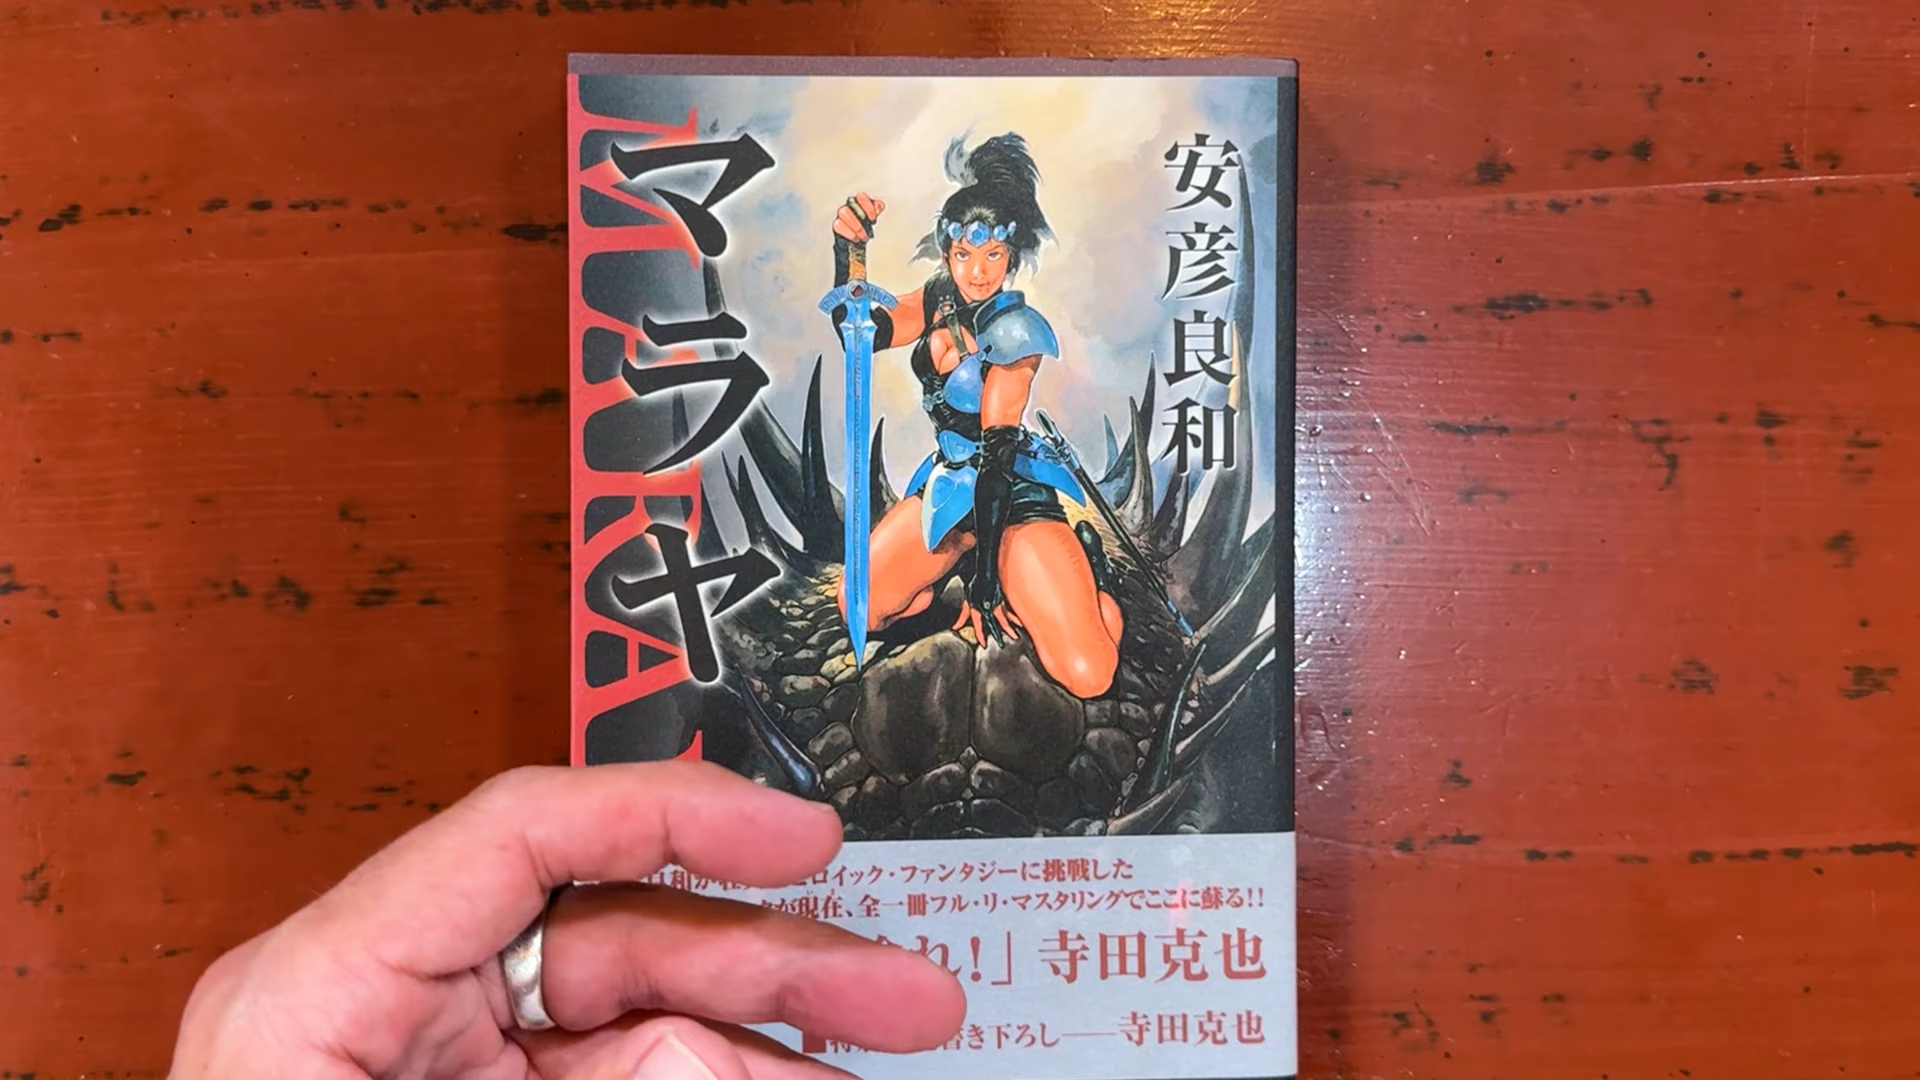 マラヤ
安彦良和
MARAY
ロイック・ファンタジーに挑戦した
が現在、全一冊フル・リ・マスタリングでここに蘇る!!
れ!」寺田克也
書き下ろし──寺田克也